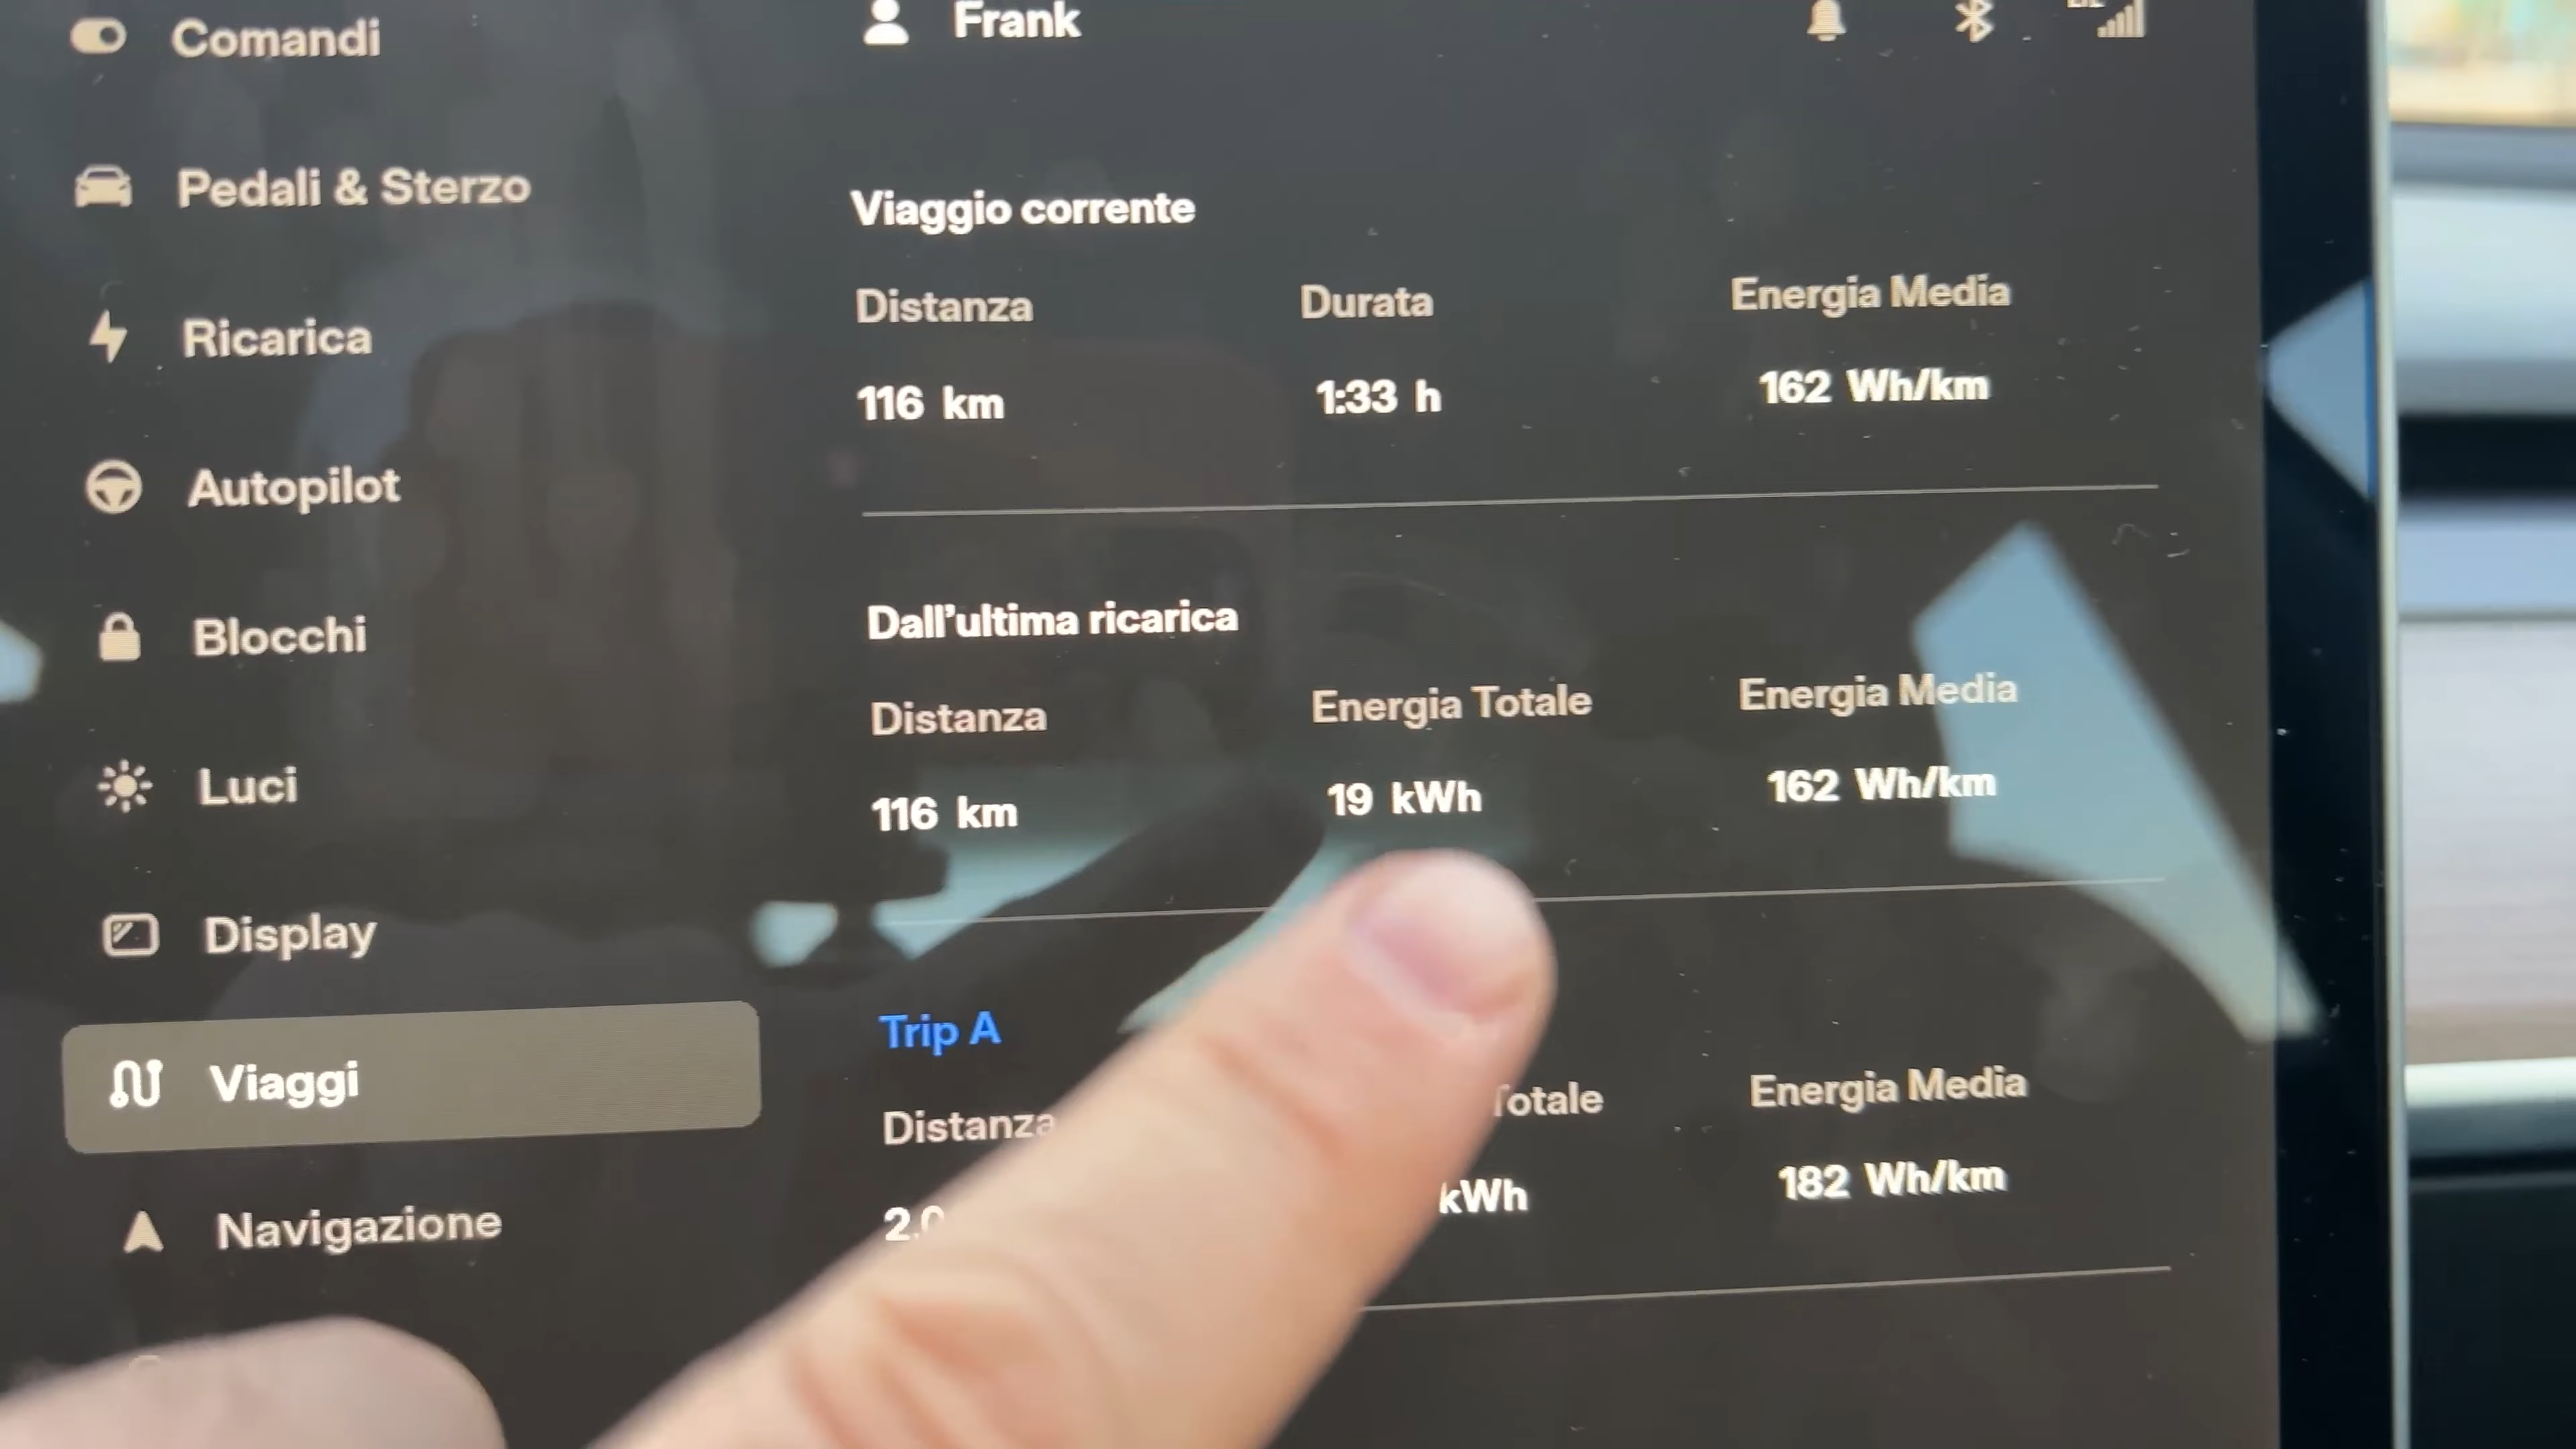 Comandi
Pedali & Sterzo
Ricarica
Autopilot
Blocchi
Luci
Display
Viaggi
Navigazione
Frank
Viaggio corrente
Distanza Durata Energia Media
116 km 1:33 h 162 Wh/km
Dall'ultima ricarica
Distanza Energia Totale Energia Media
116 km 19 kWh 162 Wh/km
Trip A
Distanza Totale Energia Media
kWh 182 Wh/km